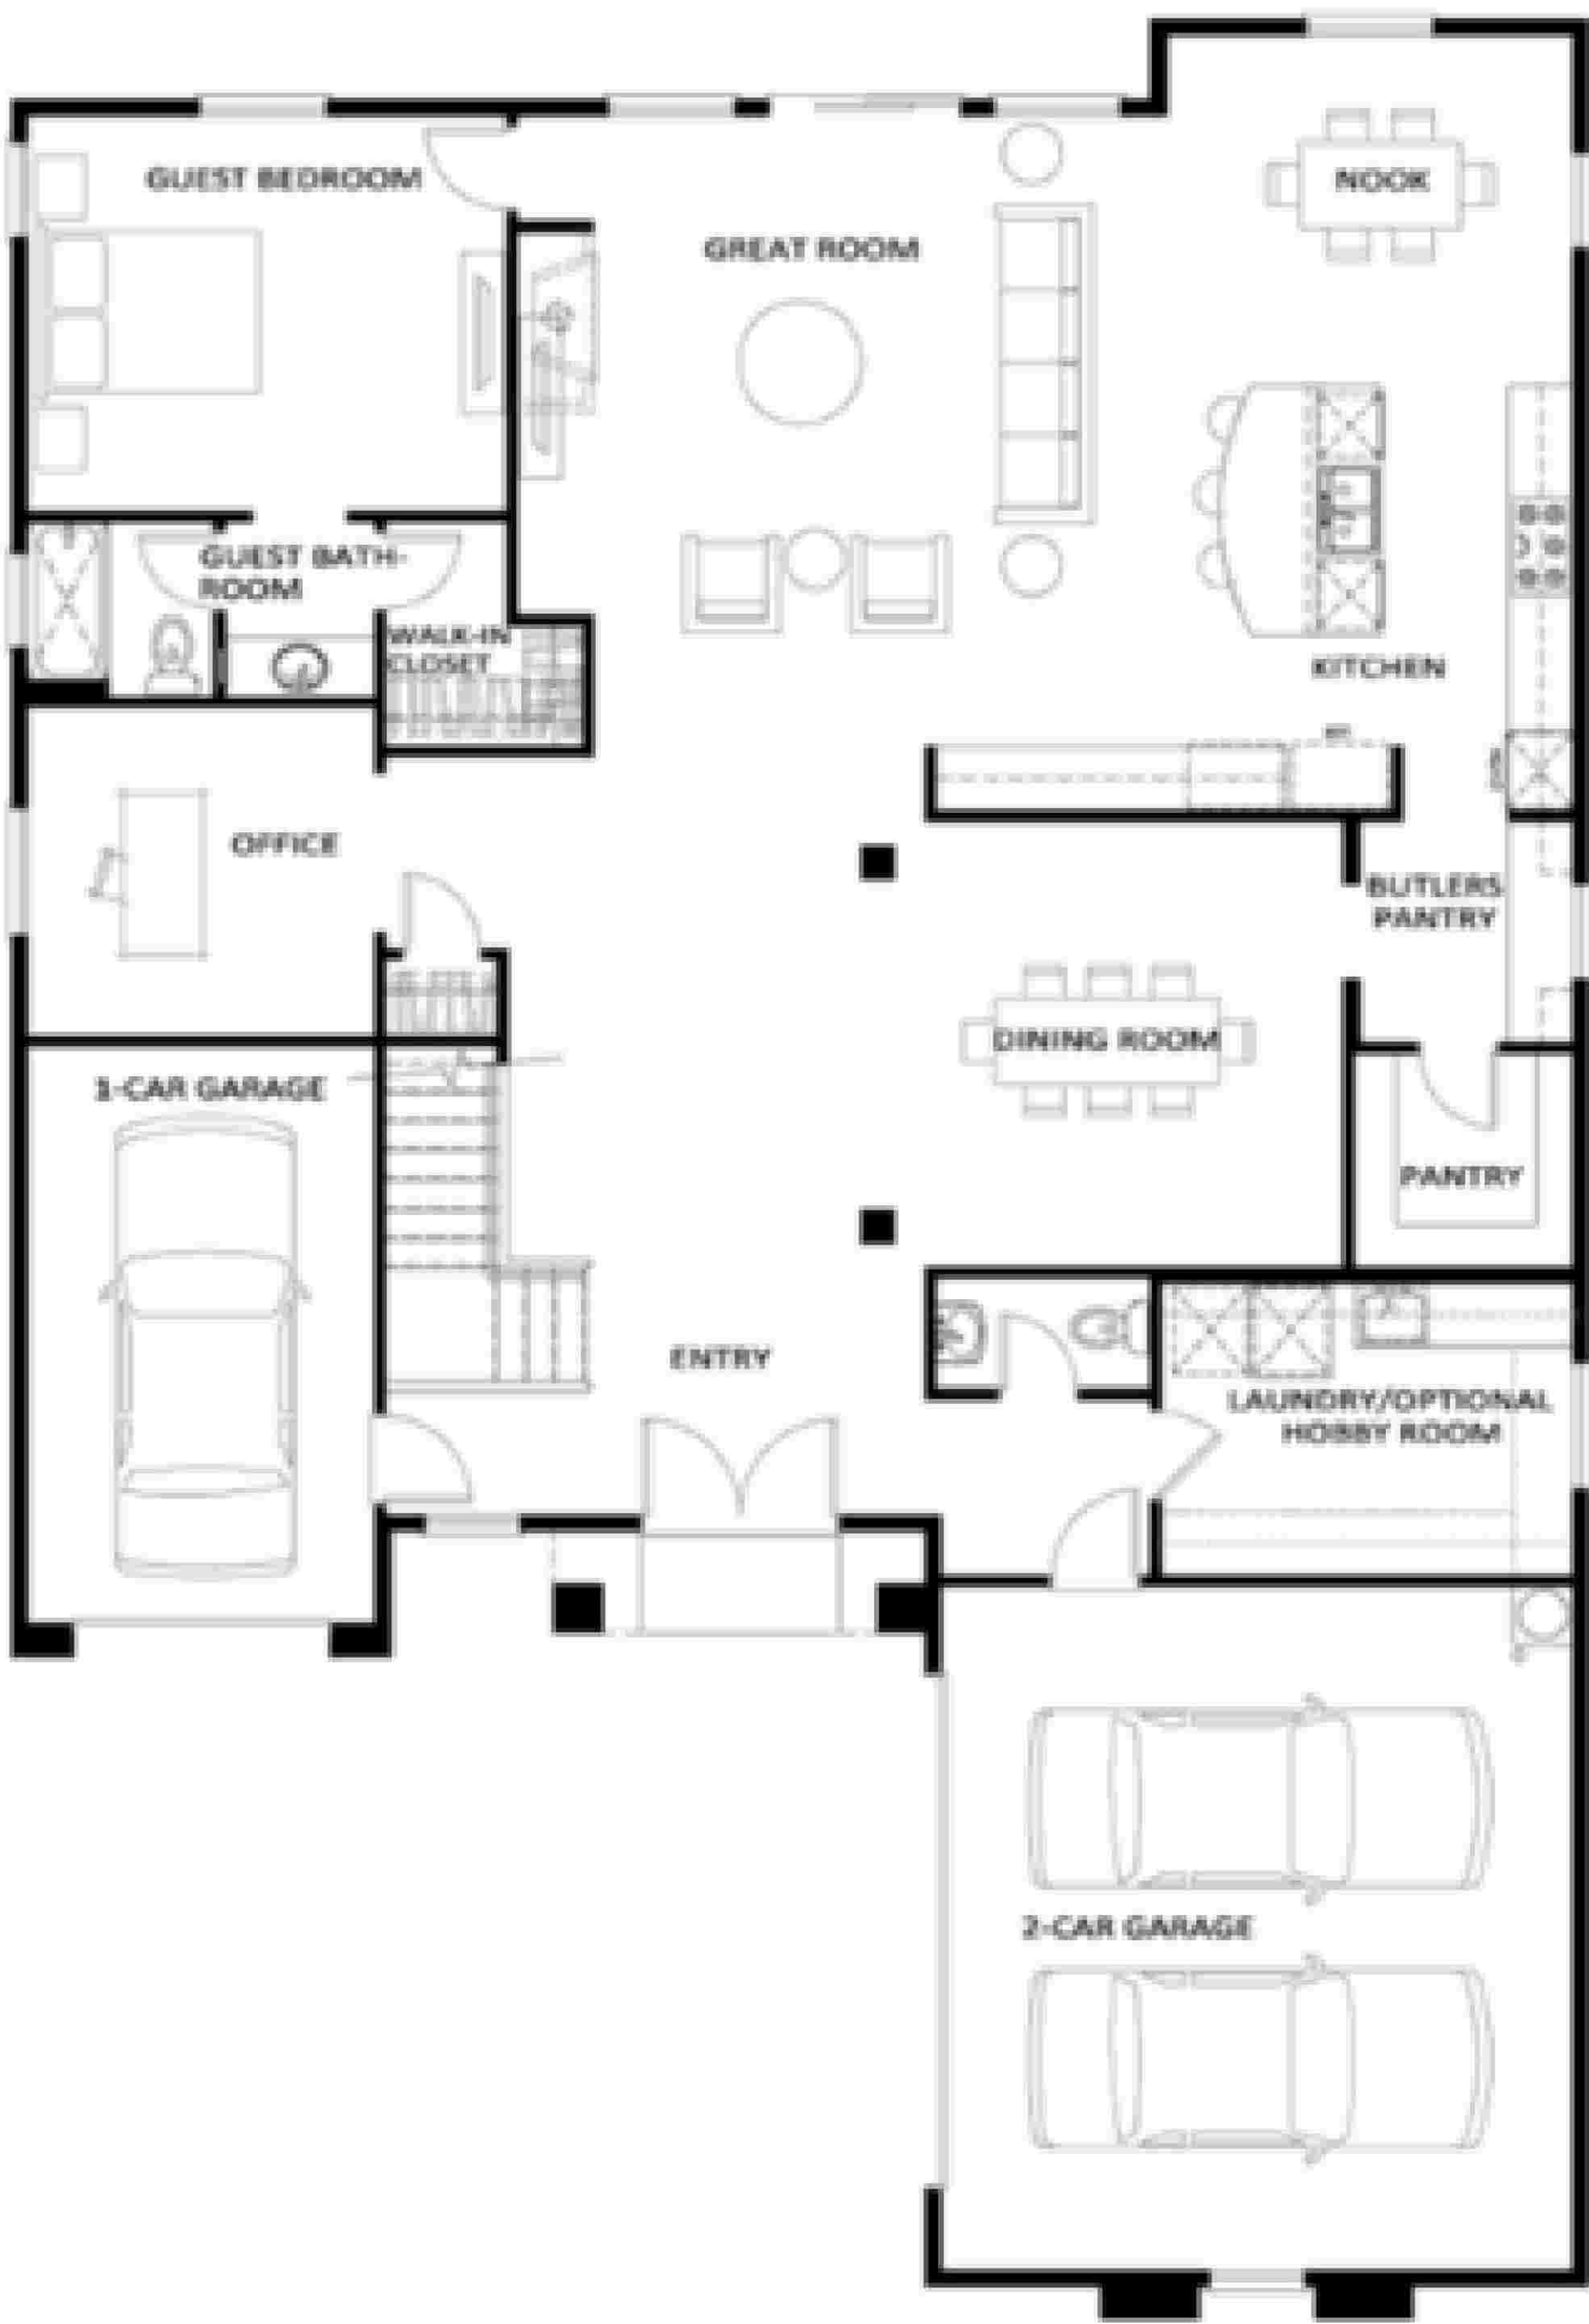 NOOK
GUEST BEDROOM
GREAT ROOM
GUEST BATH-
ROOM
WALK-IN
CLOSET
KITCHEN
OFFICE
BUTLERS
PANTRY
DINING ROOM
1-CAR GARAGE
PANTRY
ENTRY
LAUNDRY/OPTIONAL
HOBBY ROOM
2-CAR GARAGE